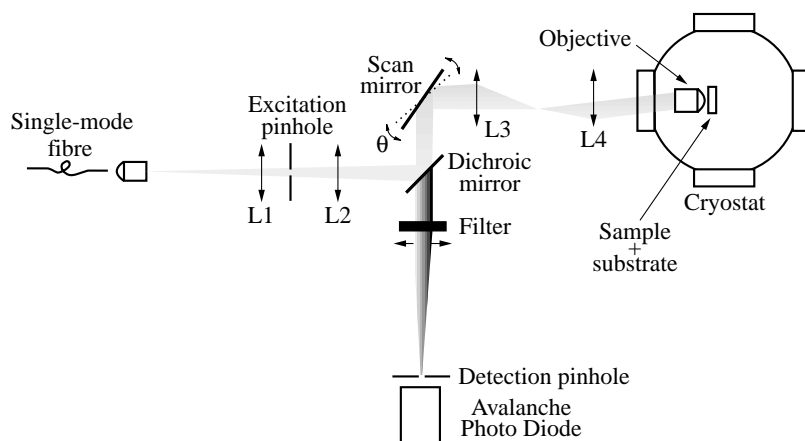 Objective
Scan
mirror
Excitation
pinhole
Single-mode
fibre
θ
L3
L4
Dichroic
mirror
L1
L2
Cryostat
Filter
Sample
+
substrate
Detection pinhole
Avalanche
Photo Diode